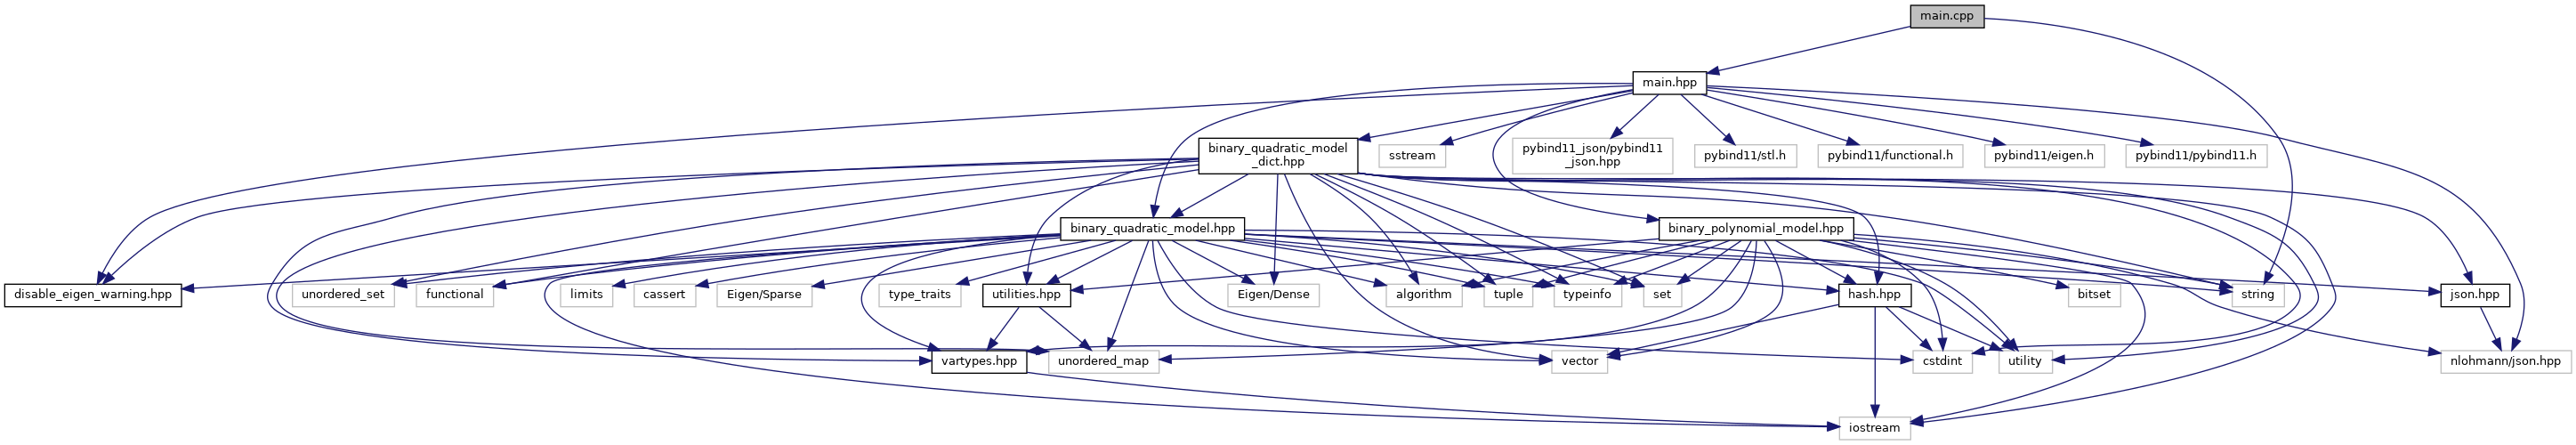 main.cpp
main.hpp
binary_quadratic_model
_dict.hpp
sstream
pybind11_json/pybind11
_json.hpp
pybind11/stl.h
pybind11/functional.h
pybind11/eigen.h
pybind11/pybind11.h
binary_quadratic_model.hpp
binary_polynomial_model.hpp
disable_eigen_warning.hpp
unordered_set
functional
limits
cassert
Eigen/Sparse
type_traits
utilities.hpp
Eigen/Dense
algorithm
tuple
typeinfo
set
hash.hpp
bitset
string
json.hpp
vartypes.hpp
unordered_map
vector
cstdint
utility
nlohmann/json.hpp
iostream